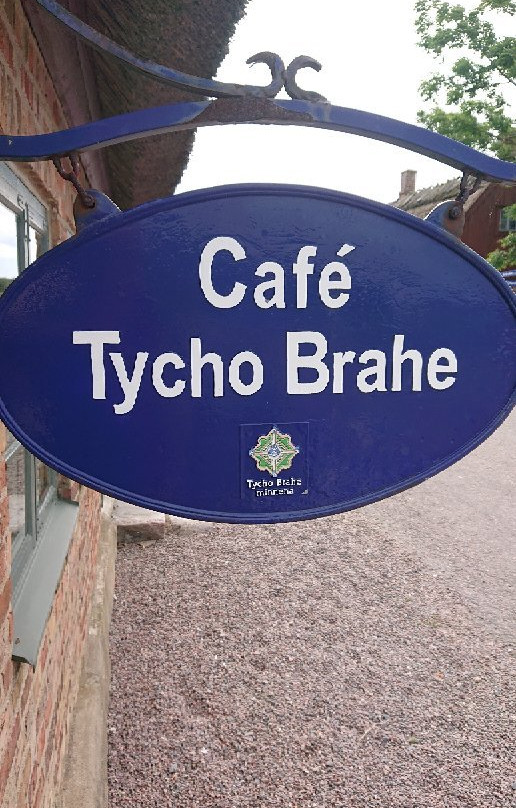 Café
Tycho Brahe
Tycho Brahe
minnena